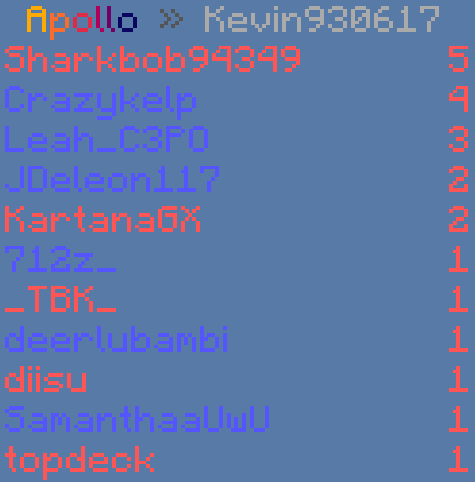 Apollo » Kevin930617
Sharkbob94349 5
Crazykelp 4
Leah_C3PO 3
JDeleon117 2
KartanaGX 2
712z_ 1
_TBK_ 1
deerlubambi 1
diisu 1
SamanthaaUwU 1
topdeck 1